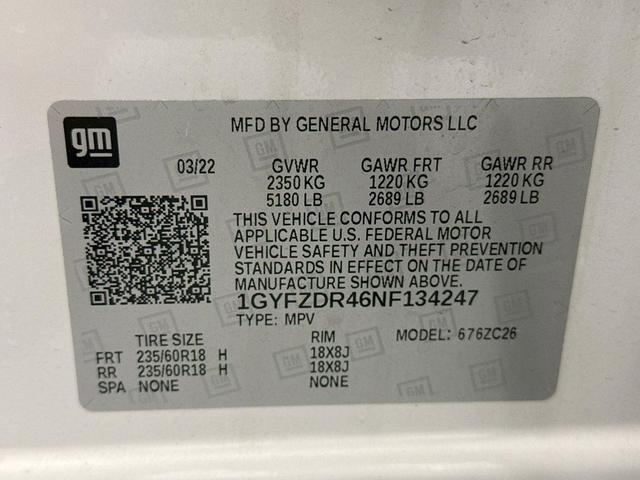 gm
MFD BY GENERAL MOTORS LLC
03/22 GVWR GAWR FRT GAWR RR
2350 KG 1220 KG 1220 KG
5180 LB 2689 LB 2689 LB
THIS VEHICLE CONFORMS TO ALL
APPLICABLE U.S. FEDERAL MOTOR
VEHICLE SAFETY AND THEFT PREVENTION
STANDARDS IN EFFECT ON THE DATE OF
MANUFACTURE SHOWN ABOVE.
1GYFZDR46NF134247
TYPE: MPV MODEL: 676ZC26
TIRE SIZE RIM
FRT 235/60R18 H 18X8J
RR 235/60R18 H 18X8J
SPA NONE NONE